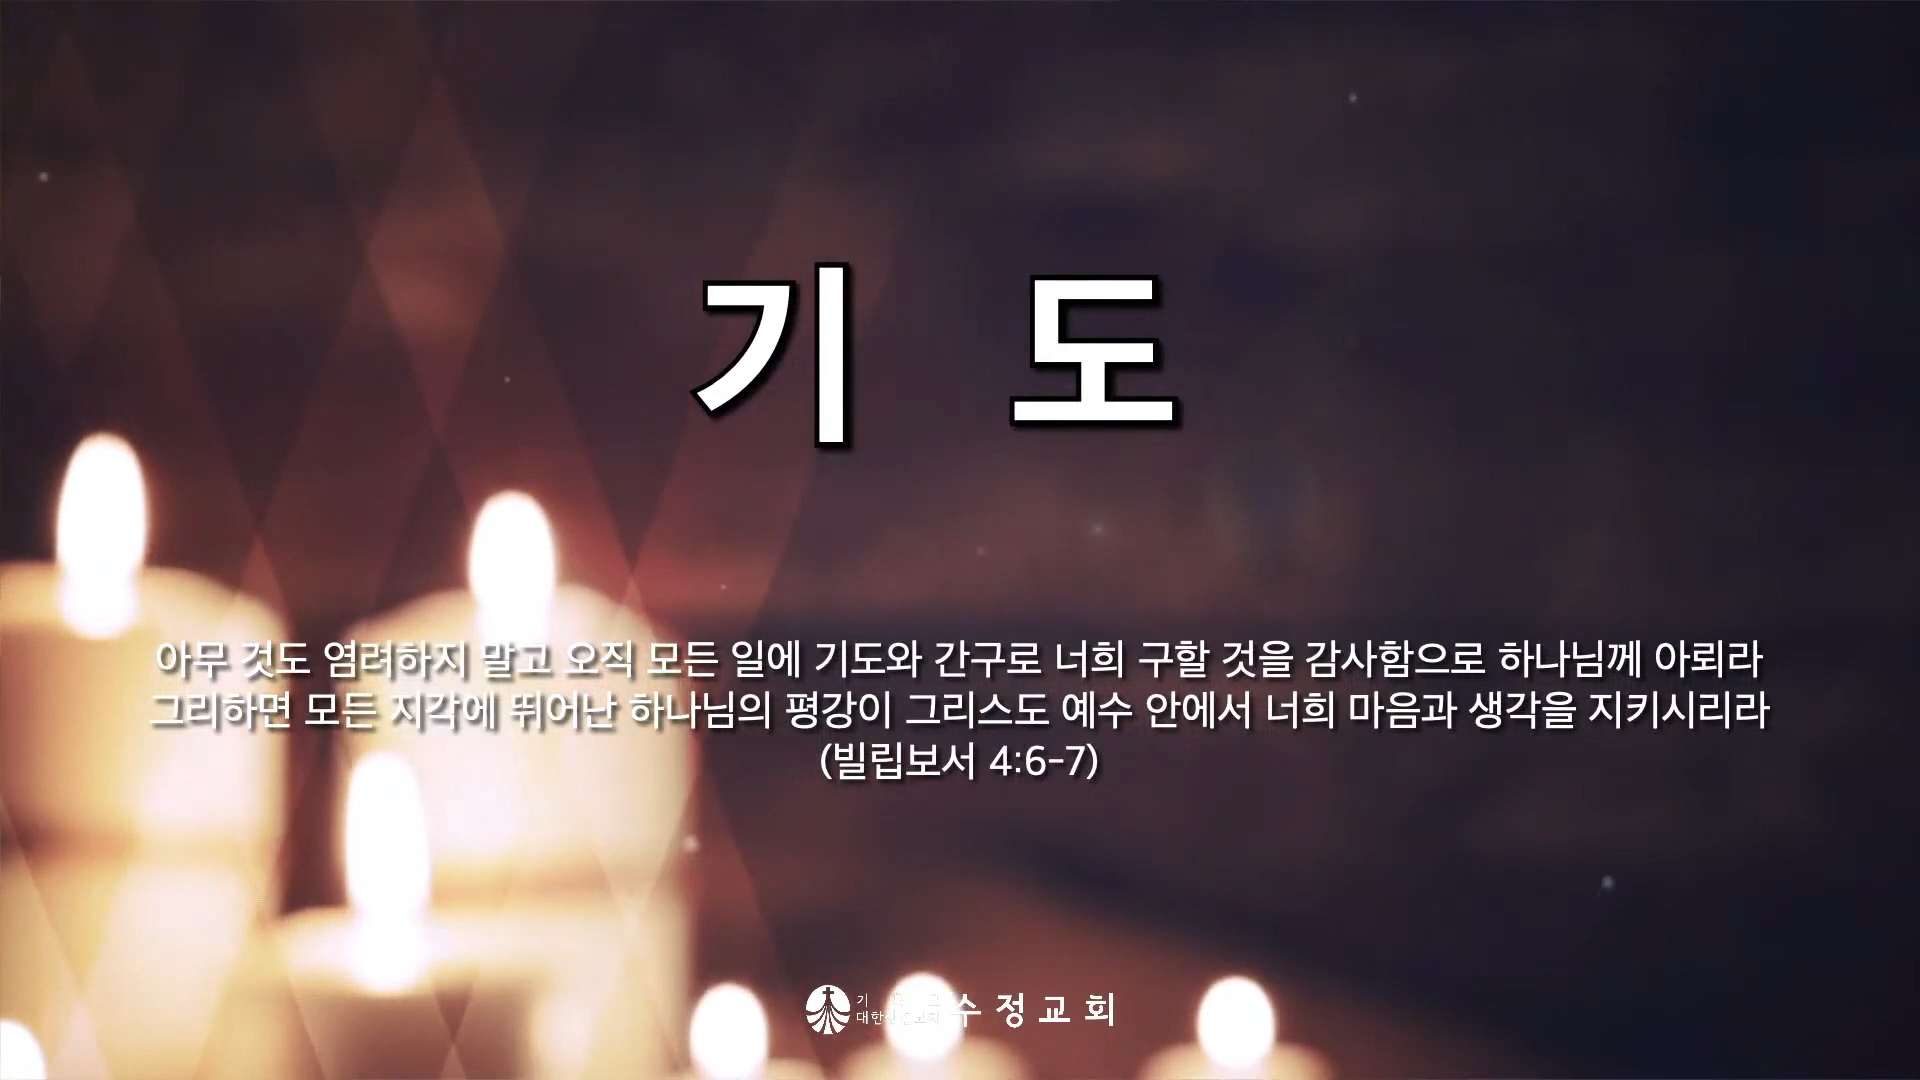 기 도
아무 것도 염려하지 말고 오직 모든 일에 기도와 간구로 너희 구할 것을 감사함으로 하나님께 아뢰라
그리하면 모든 지각에 뛰어난 하나님의 평강이 그리스도 예수 안에서 너희 마음과 생각을 지키시리라
(빌립보서 4:6-7)
수정교회